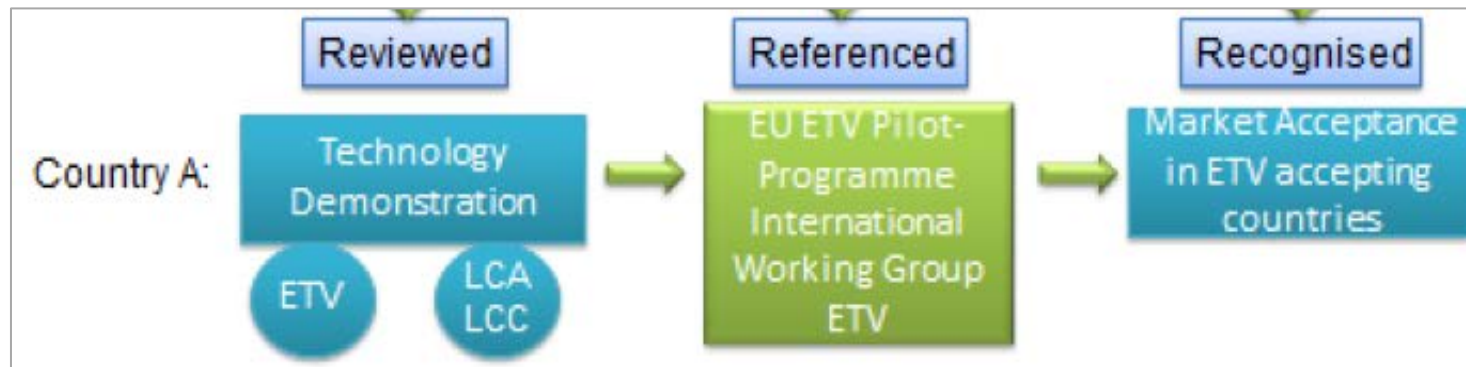 Reviewed
Referenced
Recognised
Country A:
Technology
Demonstration
ETV
LCA
LCC
EU ETV Pilot-
Programme
International
Working Group
ETV
Market Acceptance
in ETV accepting
countries